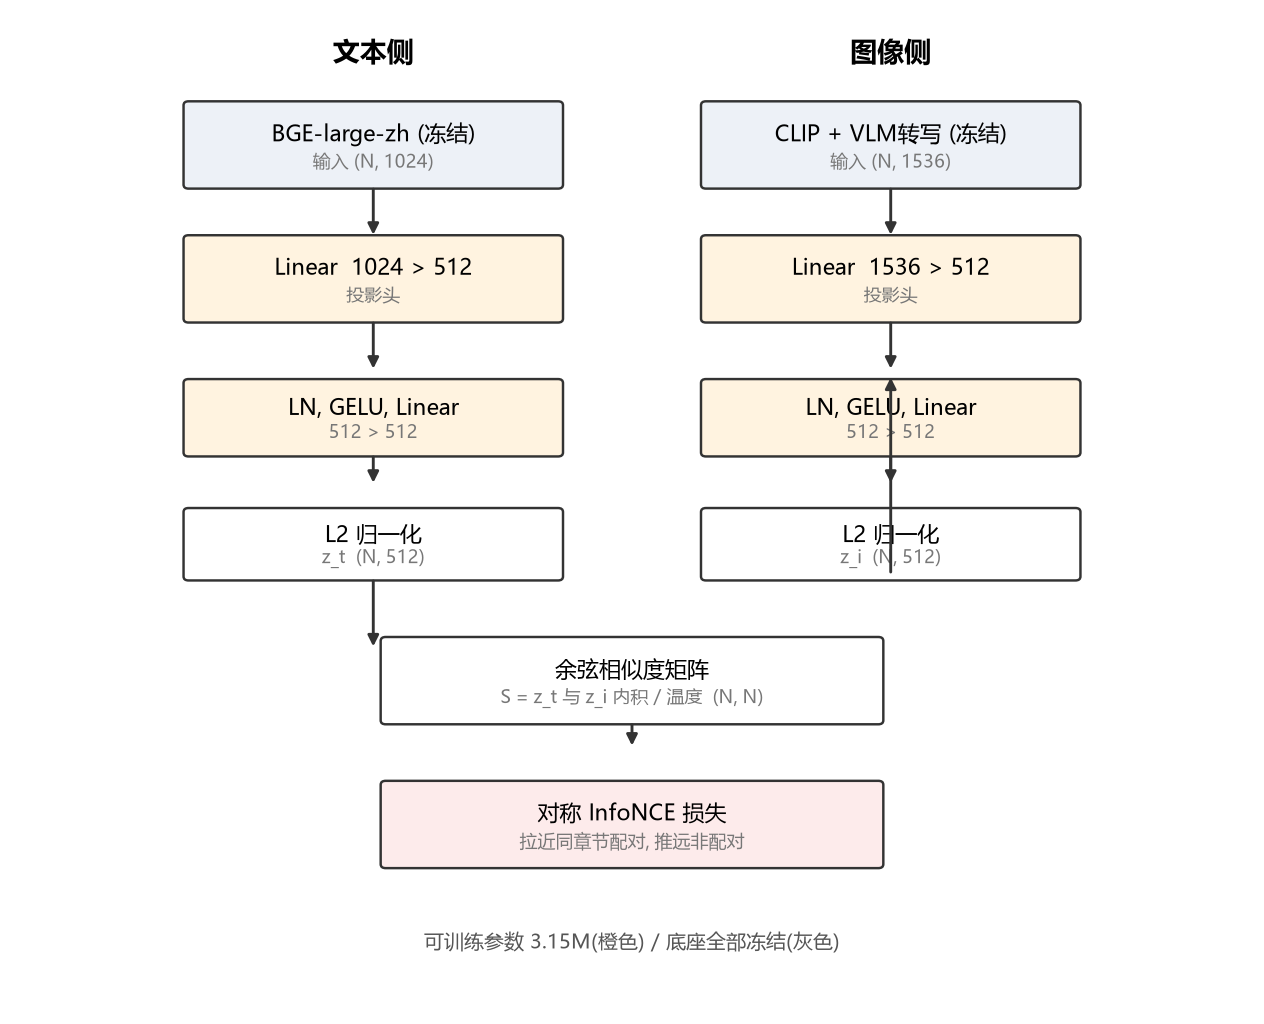 文本侧
图像侧
BGE-large-zh (冻结)
输入 (N, 1024)
CLIP + VLM转写 (冻结)
输入 (N, 1536)
Linear  1024 > 512
投影头
Linear  1536 > 512
投影头
LN, GELU, Linear
512 > 512
LN, GELU, Linear
512 > 512
L2 归一化
z_t  (N, 512)
L2 归一化
z_i  (N, 512)
余弦相似度矩阵
S = z_t 与 z_i 内积 / 温度  (N, N)
对称 InfoNCE 损失
拉近同章节配对, 推远非配对
可训练参数 3.15M(橙色) / 底座全部冻结(灰色)